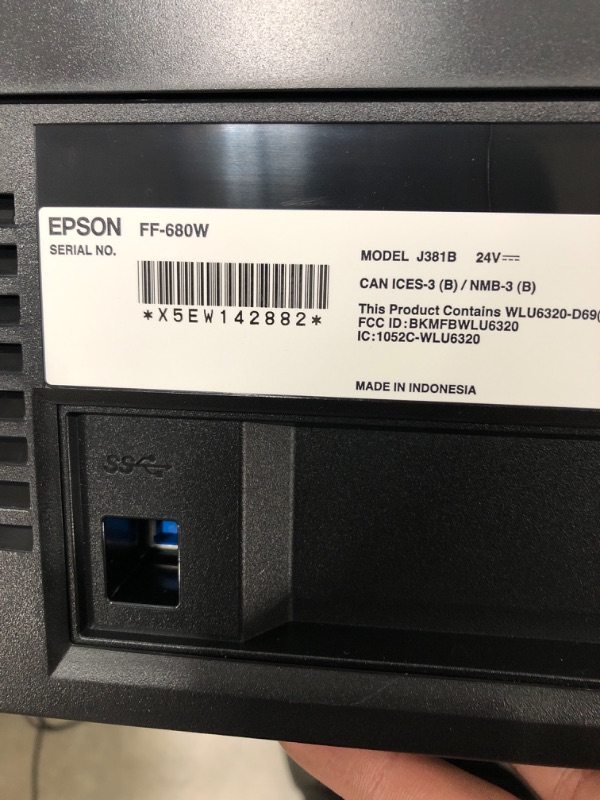 EPSON FF-680W
SERIAL NO.
*X5EW142882*
MODEL J381B 24V
CAN ICES-3 (B) / NMB-3 (B)
This Product Contains WLU6320-D69(
FCC ID:BKMFBWLU6320
IC:1052C-WLU6320
MADE IN INDONESIA
SS